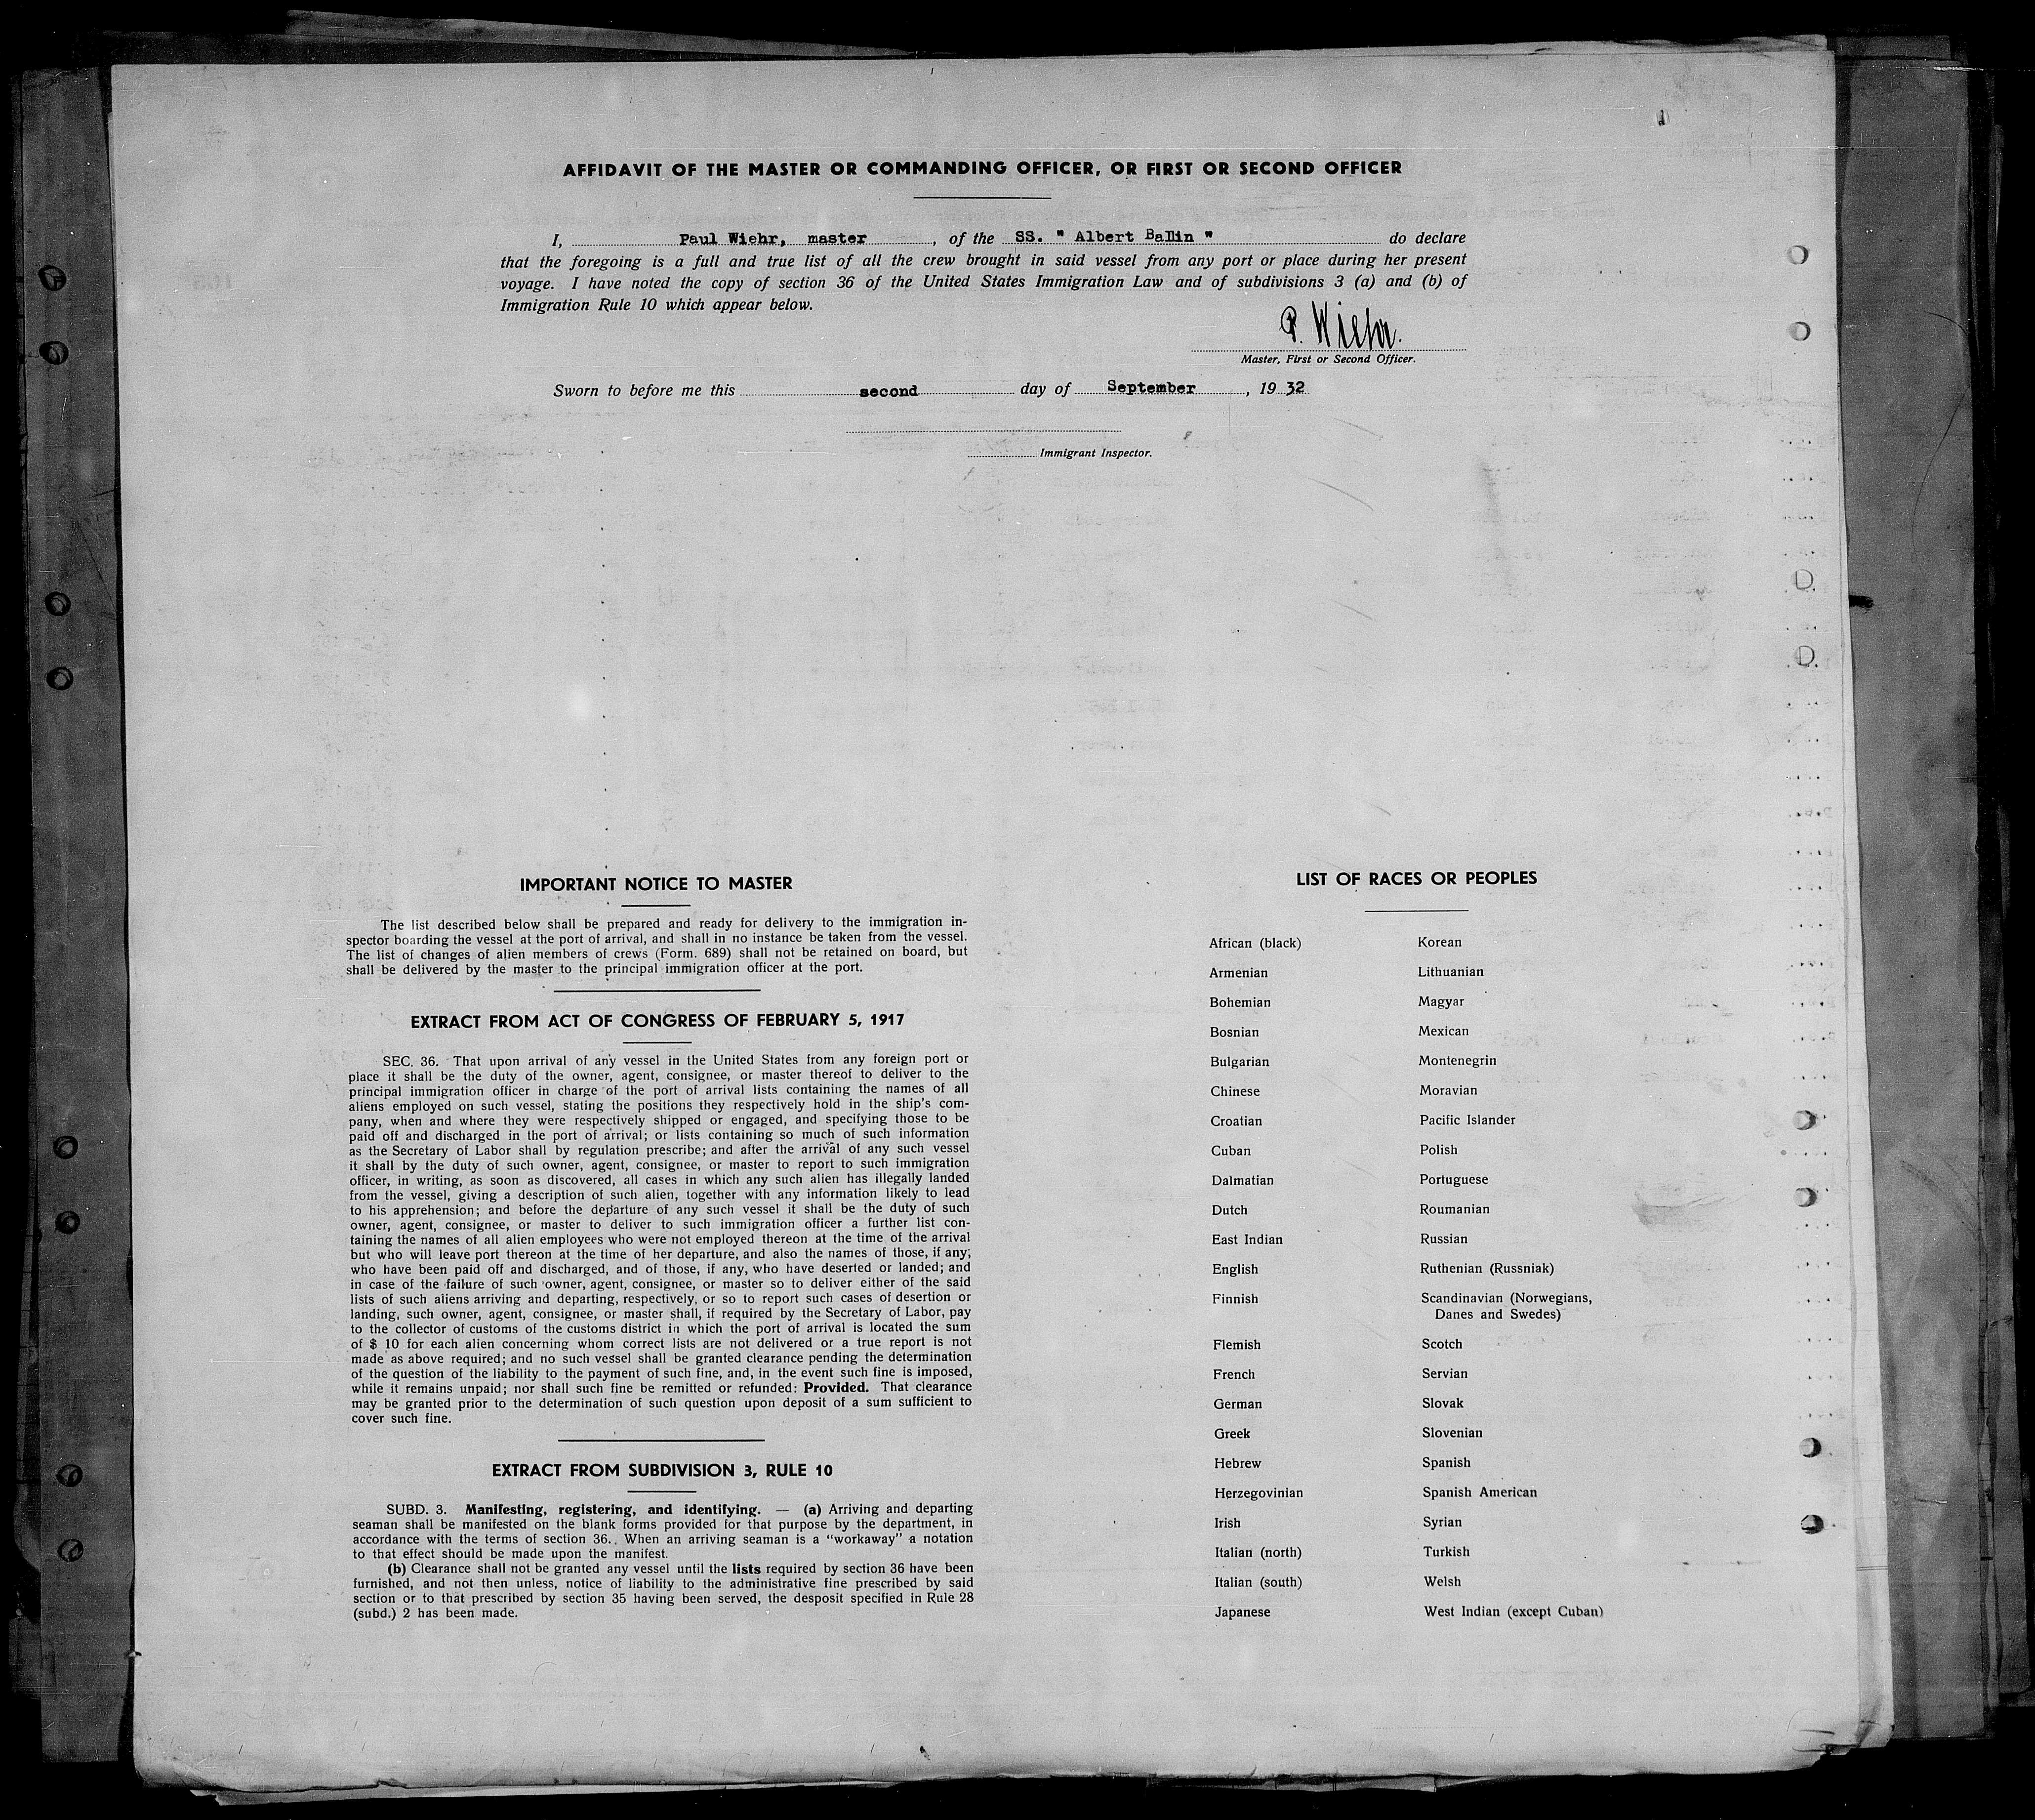 AFFIDAVIT OF THE MASTER OR COMMANDING OFFICER, OR FIRST OR SECOND OFFICER
I, Paul Wiehr, master, of the SS. " Albert Ballin " do declare
that the foregoing is a full and true list of all the crew brought in said vessel from any port or place during her present
voyage. I have noted the copy of section 36 of the United States Immigration Law and of subdivisions 3 (a) and (b) of
Immigration Rule 10 which appear below.
P. Wiehr.
Master, First or Second Officer.
Sworn to before me this second day of September, 19 32
Immigrant Inspector.
IMPORTANT NOTICE TO MASTER
The list described below shall be prepared and ready for delivery to the immigration in-
spector boarding the vessel at the port of arrival, and shall in no instance be taken from the vessel.
The list of changes of alien members of crews (Form. 689) shall not be retained on board, but
shall be delivered by the master to the principal immigration officer at the port.
EXTRACT FROM ACT OF CONGRESS OF FEBRUARY 5, 1917
SEC. 36. That upon arrival of any vessel in the United States from any foreign port or
place it shall be the duty of the owner, agent, consignee, or master thereof to deliver to the
principal immigration officer in charge of the port of arrival lists containing the names of all
aliens employed on such vessel, stating the positions they respectively hold in the ship's com-
pany, when and where they were respectively shipped or engaged, and specifying those to be
paid off and discharged in the port of arrival; or lists containing so much of such information
as the Secretary of Labor shall by regulation prescribe; and after the arrival of any such vessel
it shall by the duty of such owner, agent, consignee, or master to report to such immigration
officer, in writing, as soon as discovered, all cases in which any such alien has illegally landed
from the vessel, giving a description of such alien, together with any information likely to lead
to his apprehension; and before the departure of any such vessel it shall be the duty of such
owner, agent, consignee, or master to deliver to such immigration officer a further list con-
taining the names of all alien employees who were not employed thereon at the time of the arrival
but who will leave port thereon at the time of her departure, and also the names of those, if any,
who have been paid off and discharged, and of those, if any, who have deserted or landed; and
in case of the failure of such owner, agent, consignee, or master so to deliver either of the said
lists of such aliens arriving and departing, respectively, or so to report such cases of desertion or
landing, such owner, agent, consignee, or master shall, if required by the Secretary of Labor, pay
to the collector of customs of the customs district in which the port of arrival is located the sum
of $ 10 for each alien concerning whom correct lists are not delivered or a true report is not
made as above required; and no such vessel shall be granted clearance pending the determination
of the question of the liability to the payment of such fine, and, in the event such fine is imposed,
while it remains unpaid; nor shall such fine be remitted or refunded: Provided. That clearance
may be granted prior to the determination of such question upon deposit of a sum sufficient to
cover such fine.
EXTRACT FROM SUBDIVISION 3, RULE 10
SUBD. 3. Manifesting, registering, and identifying. — (a) Arriving and departing
seaman shall be manifested on the blank forms provided for that purpose by the department, in
accordance with the terms of section 36. When an arriving seaman is a "workaway" a notation
to that effect should be made upon the manifest.
(b) Clearance shall not be granted any vessel until the lists required by section 36 have been
furnished, and not then unless, notice of liability to the administrative fine prescribed by said
section or to that prescribed by section 35 having been served, the desposit specified in Rule 28
(subd.) 2 has been made.
LIST OF RACES OR PEOPLES
African (black) Korean
Armenian Lithuanian
Bohemian Magyar
Bosnian Mexican
Bulgarian Montenegrin
Chinese Moravian
Croatian Pacific Islander
Cuban Polish
Dalmatian Portuguese
Dutch Roumanian
East Indian Russian
English Ruthenian (Russniak)
Finnish Scandinavian (Norwegians,
Danes and Swedes)
Flemish Scotch
French Servian
German Slovak
Greek Slovenian
Hebrew Spanish
Herzegovinian Spanish American
Irish Syrian
Italian (north) Turkish
Italian (south) Welsh
Japanese West Indian (except Cuban)